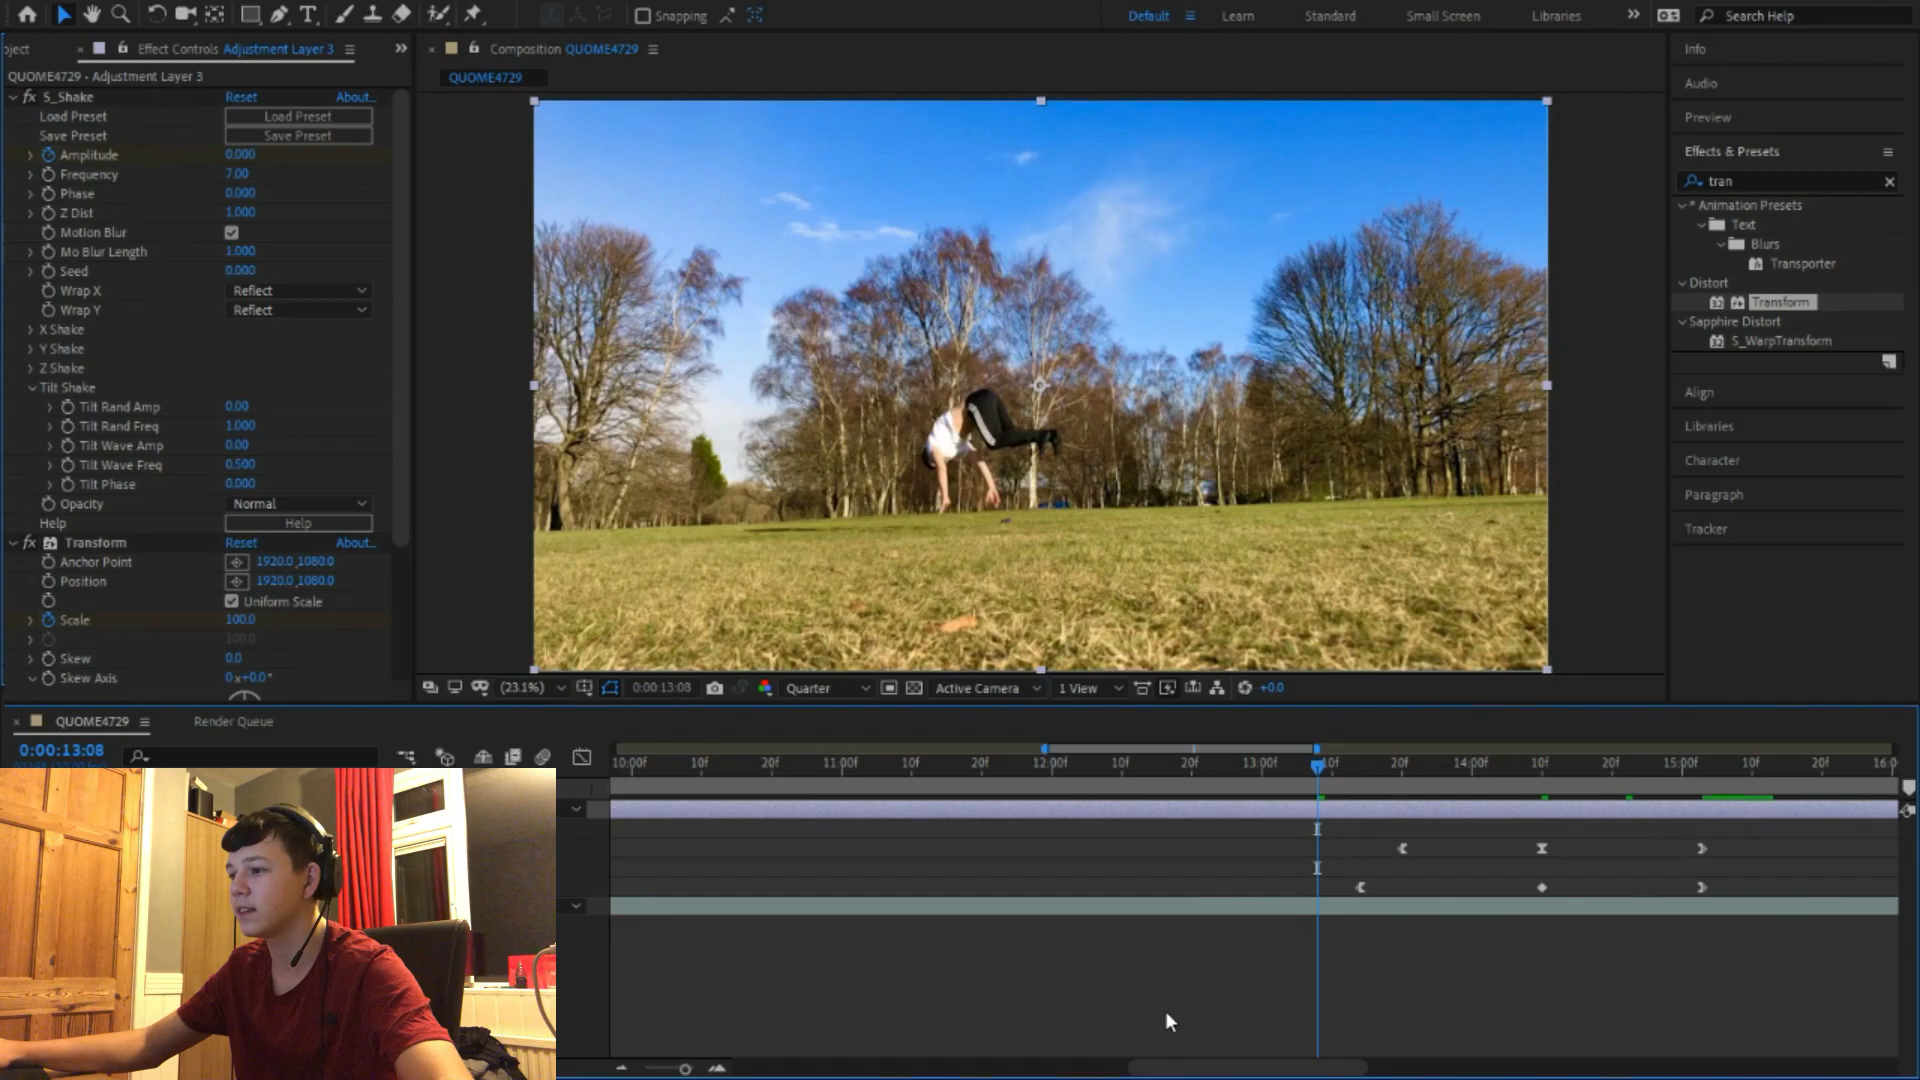 Snapping
Default
Learn
Standard
Small Screen
Libraries
Search Help
oject
Effect Controls Adjustment Layer 3
QUOME4729 • Adjustment Layer 3
S_Shake Reset About...
Load Preset Load Preset
Save Preset Save Preset
Amplitude 0.000
Frequency 7.00
Phase 0.000
Z Dist 1.000
Motion Blur
Mo Blur Length 1.000
Seed 0.000
Wrap X Reflect
Wrap Y Reflect
X Shake
Y Shake
Z Shake
Tilt Shake
Tilt Rand Amp 0.00
Tilt Rand Freq 1.000
Tilt Wave Amp 0.00
Tilt Wave Freq 0.500
Tilt Phase 0.000
Opacity Normal
Help Help
fx Transform Reset About...
Anchor Point 1920.0,1080.0
Position 1920.0,1080.0
Uniform Scale
Scale 100.0
100.0
Skew 0.0
Skew Axis 0x+0.0°
Composition QUOME4729
QUOME4729
(23.1%) 0:00:13:08 Quarter Active Camera 1 View +0.0
Info
Audio
Preview
Effects & Presets
tran
* Animation Presets
Text
Blurs
Transporter
Distort
Transform
Sapphire Distort
S_WarpTransform
Align
Libraries
Character
Paragraph
Tracker
QUOME4729
Render Queue
0:00:13:08
10:00f 10f 20f 11:00f 10f 20f 12:00f 10f 20f 13:00f 10f 20f 14:00f 10f 20f 15:00f 10f 20f 16:0